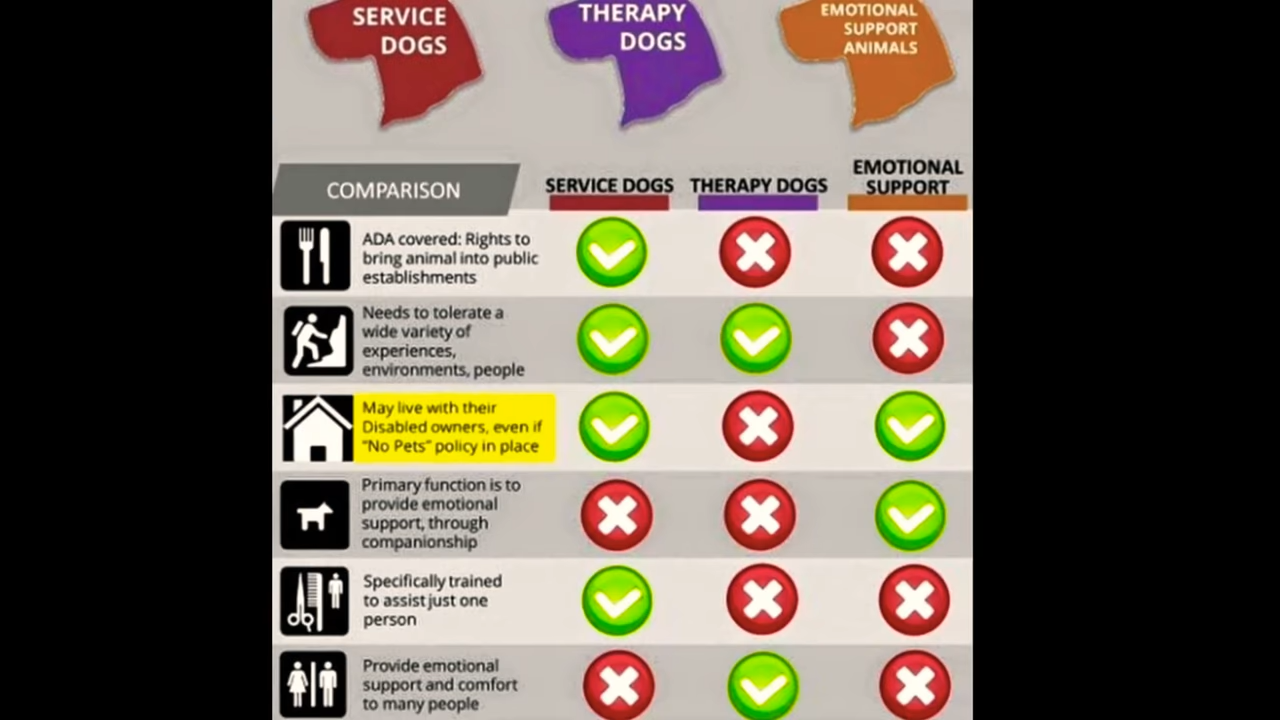 SERVICE
DOGS
THERAPY
DOGS
EMOTIONAL
SUPPORT
ANIMALS
COMPARISON
SERVICE DOGS
THERAPY DOGS
EMOTIONAL
SUPPORT
ADA covered: Rights to
bring animal into public
establishments
Needs to tolerate a
wide variety of
experiences,
environments, people
May live with their
Disabled owners, even if
“No Pets” policy in place
Primary function is to
provide emotional
support, through
companionship
Specifically trained
to assist just one
person
Provide emotional
support and comfort
to many people